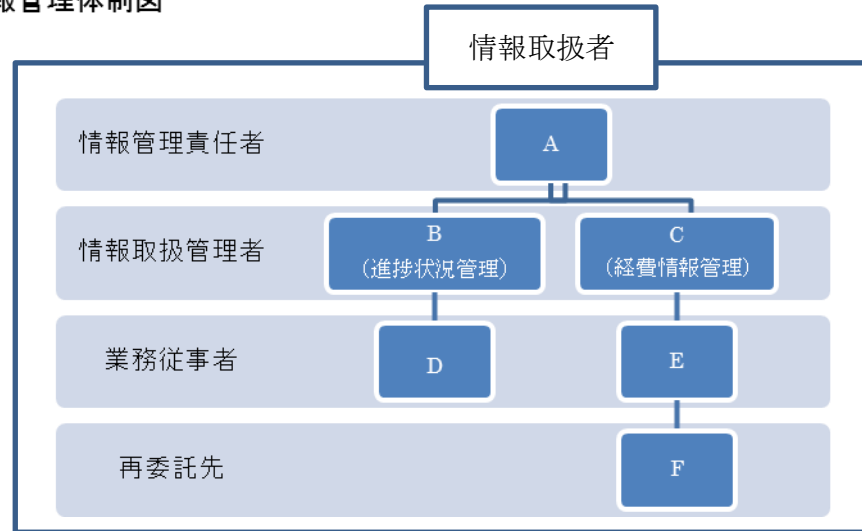 報管理体制図
情報取扱者
情報管理責任者
A
情報取扱管理者
B
(進捗状況管理)
C
(経費情報管理)
業務従事者
D
E
再委託先
F